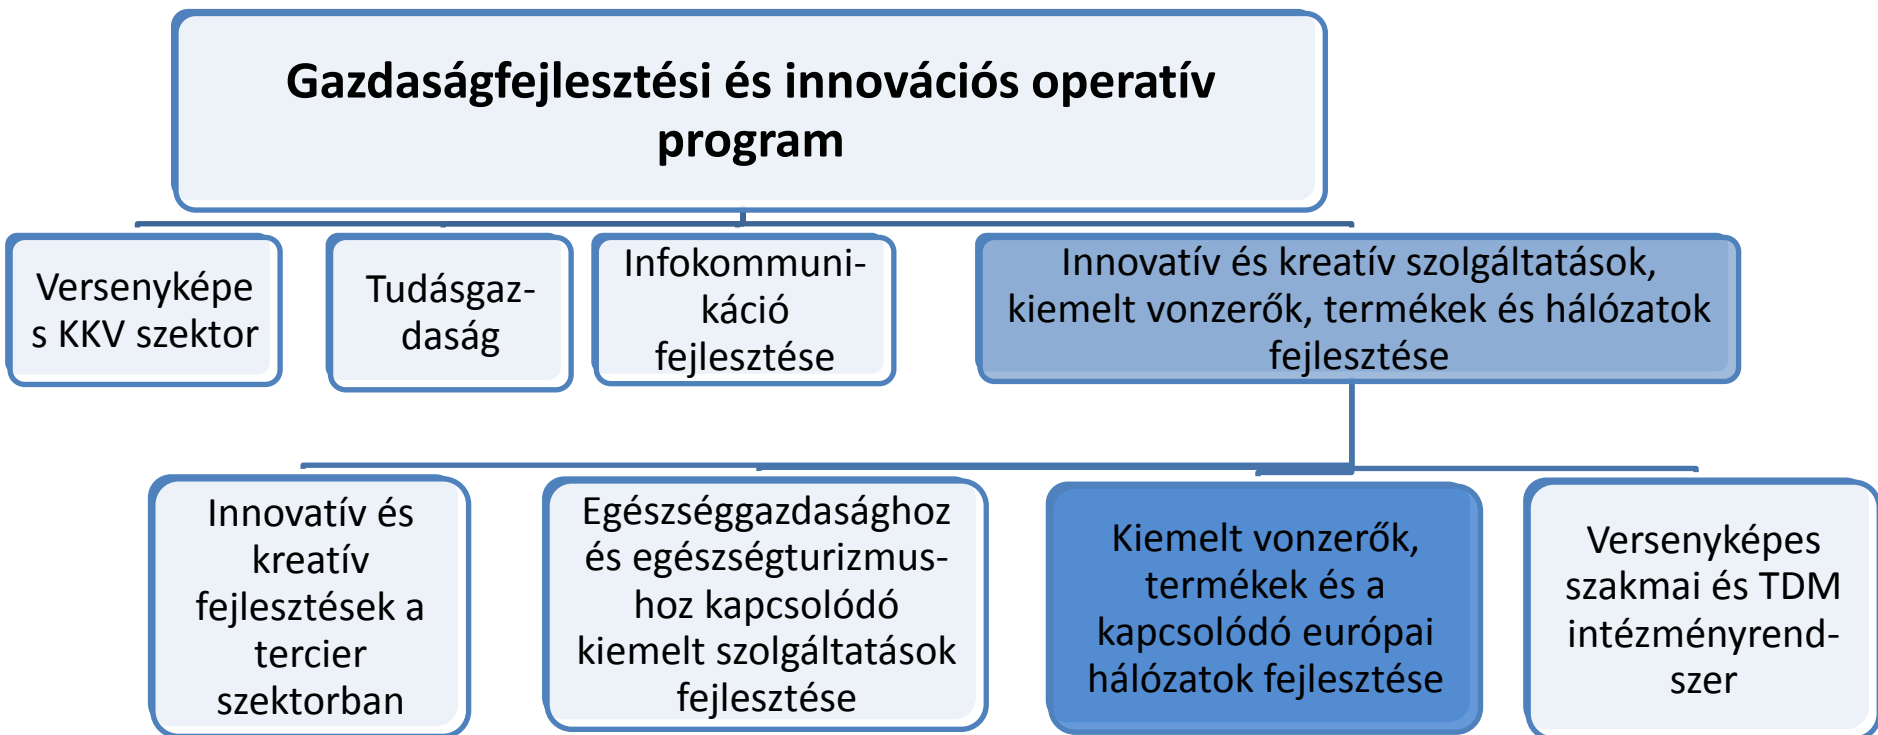 Gazdaságfejlesztési és innovációs operatív
program
Versenyképe
s KKV szektor
Tudásgaz-
daság
Infokommuni-
káció
fejlesztése
Innovatív és kreatív szolgáltatások,
kiemelt vonzerők, termékek és hálózatok
fejlesztése
Innovatív és
kreatív
fejlesztések a
tercier
szektorban
Egészséggazdasághoz
és egészségturizmus-
hoz kapcsolódó
kiemelt szolgáltatások
fejlesztése
Kiemelt vonzerők,
termékek és a
kapcsolódó európai
hálózatok fejlesztése
Versenyképes
szakmai és TDM
intézményrend-
szer